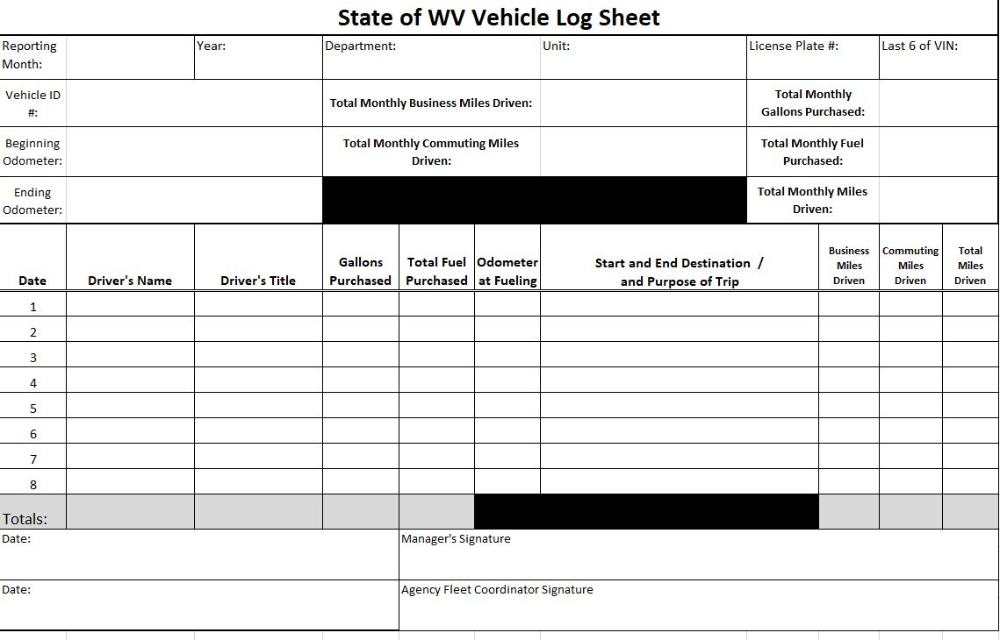 State of WV Vehicle Log Sheet
Reporting
Month:
Year:
Department:
Unit:
License Plate #:
Last 6 of VIN:
Vehicle ID
#:
Total Monthly Business Miles Driven:
Total Monthly
Gallons Purchased:
Beginning
Odometer:
Total Monthly Commuting Miles
Driven:
Total Monthly Fuel
Purchased:
Ending
Odometer:
Total Monthly Miles
Driven:
Date
Driver's Name
Driver's Title
Gallons
Purchased
Total Fuel
Purchased
Odometer
at Fueling
Start and End Destination /
and Purpose of Trip
Business
Miles
Driven
Commuting
Miles
Driven
Total
Miles
Driven
1
2
3
4
5
6
7
8
Totals:
Date:
Manager's Signature
Date:
Agency Fleet Coordinator Signature